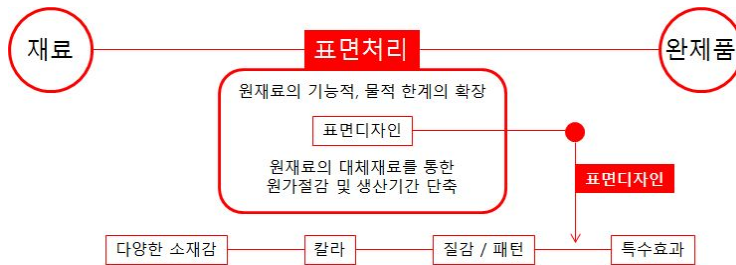 재료
표면처리
완제품
원재료의 기능적, 물적 한계의 확장
표면디자인
원재료의 대체재료를 통한
원가절감 및 생산기간 단축
표면디자인
다양한 소재감
칼라
질감 / 패턴
특수효과